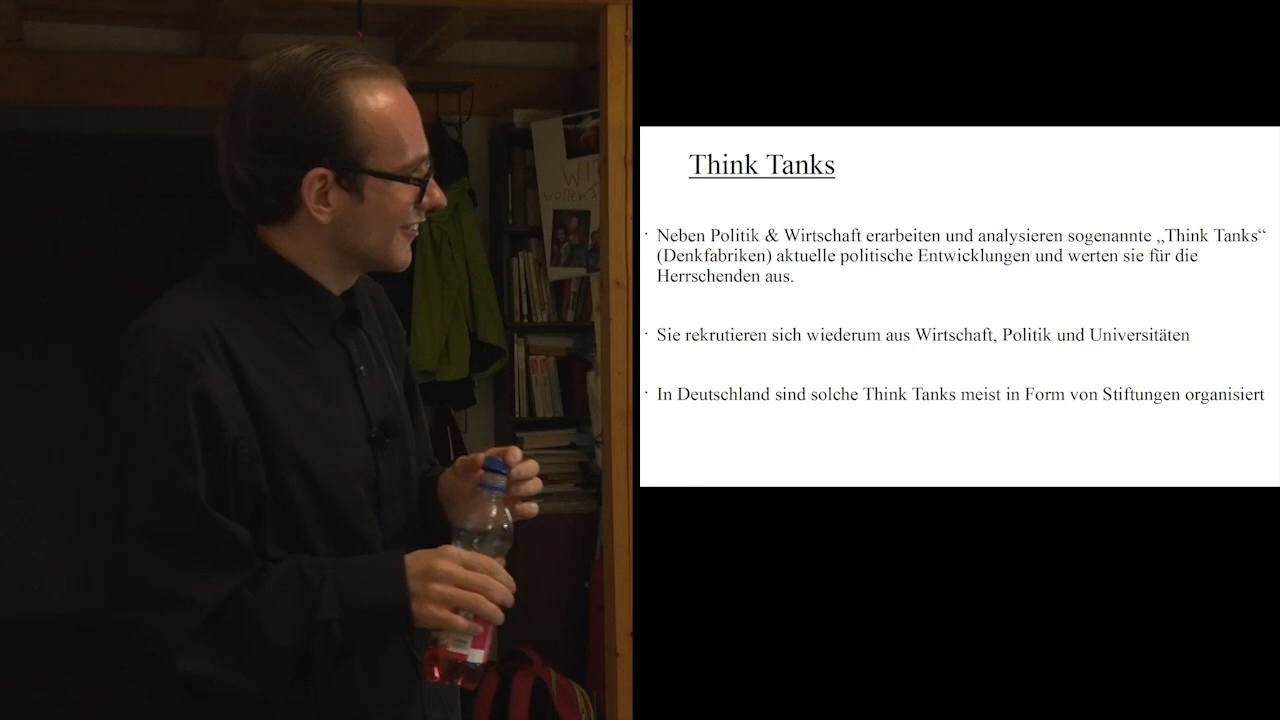 Think Tanks
· Neben Politik & Wirtschaft erarbeiten und analysieren sogenannte „Think Tanks“
(Denkfabriken) aktuelle politische Entwicklungen und werten sie für die
Herrschenden aus.
· Sie rekrutieren sich wiederum aus Wirtschaft, Politik und Universitäten
· In Deutschland sind solche Think Tanks meist in Form von Stiftungen organisiert